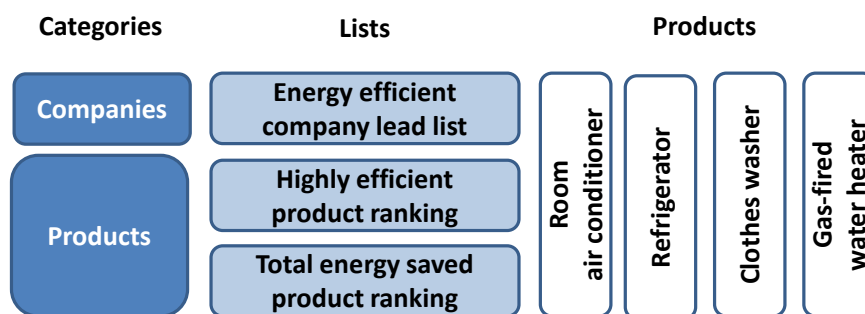 Categories
Lists
Products
Companies
Energy efficient
company lead list
Products
Highly efficient
product ranking
Total energy saved
product ranking
Room
air conditioner
Refrigerator
Clothes washer
Gas-fired
water heater